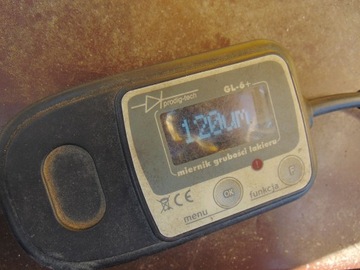 prodig-tech
GL-6+
120um
miernik grubości lakieru
CE
OK
menu
funkcja
P